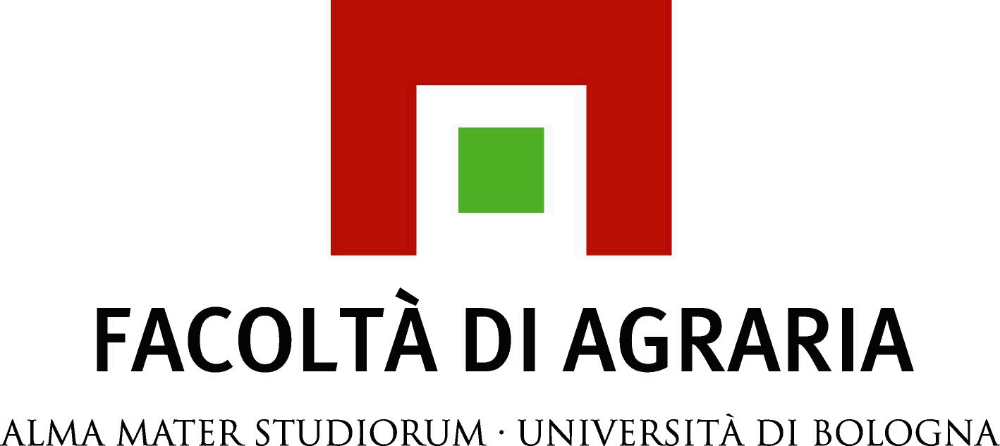 FACOLTÀ DI AGRARIA
ALMA MATER STUDIORUM · UNIVERSITÀ DI BOLOGNA